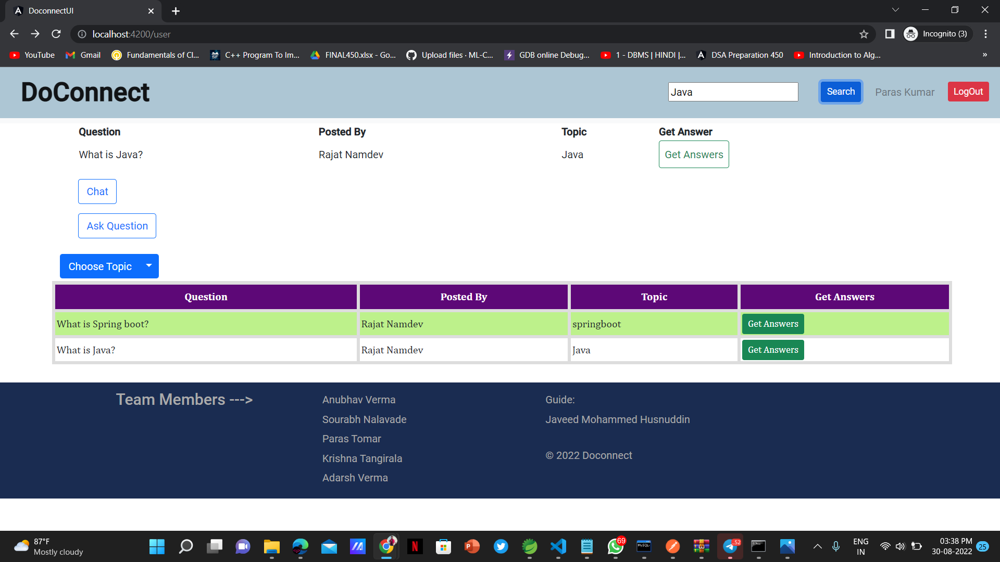 DoconnectUI
localhost:4200/user
Incognito (3)
YouTube
Gmail
Fundamentals of Cl...
C++ Program To Im...
FINAL450.xlsx - Go...
Upload files · ML-C...
GDB online Debug...
1 - DBMS | HINDI |...
DSA Preparation 450
Introduction to Alg...
»
DoConnect
Java
Search
Paras Kumar
LogOut
Question Posted By Topic Get Answer
What is Java? Rajat Namdev Java Get Answers
Chat
Ask Question
Choose Topic
Question Posted By Topic Get Answers
What is Spring boot? Rajat Namdev springboot Get Answers
What is Java? Rajat Namdev Java Get Answers
Team Members --->
Anubhav Verma
Sourabh Nalavade
Paras Tomar
Krishna Tangirala
Adarsh Verma
Guide:
Javeed Mohammed Husnuddin
© 2022 Doconnect
87°F
Mostly cloudy
69
..52
ENG
IN
03:38 PM
30-08-2022
25